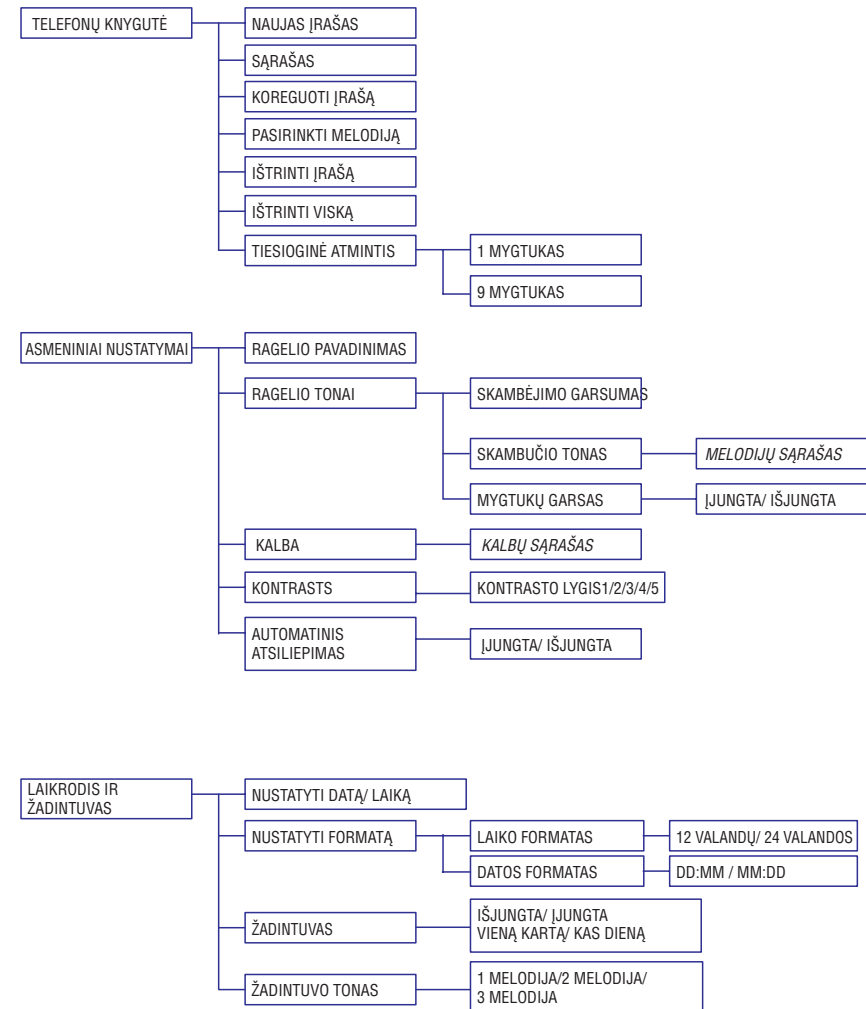 TELEFONŲ KNYGUTĖ
NAUJAS ĮRAŠAS
SĄRAŠAS
KOREGUOTI ĮRAŠĄ
PASIRINKTI MELODIJĄ
IŠTRINTI ĮRAŠĄ
IŠTRINTI VISKĄ
TIESIOGINĖ ATMINTIS
1 MYGTUKAS
9 MYGTUKAS
ASMENINIAI NUSTATYMAI
RAGELIO PAVADINIMAS
RAGELIO TONAI
SKAMBĖJIMO GARSUMAS
SKAMBUČIO TONAS
MELODIJŲ SĄRAŠAS
MYGTUKŲ GARSAS
ĮJUNGTA/ IŠJUNGTA
KALBA
KALBŲ SĄRAŠAS
KONTRASTS
KONTRASTO LYGIS1/2/3/4/5
AUTOMATINIS
ATSILIEPIMAS
ĮJUNGTA/ IŠJUNGTA
LAIKRODIS IR
ŽADINTUVAS
NUSTATYTI DATĄ/ LAIKĄ
NUSTATYTI FORMATĄ
LAIKO FORMATAS
12 VALANDŲ/ 24 VALANDOS
DATOS FORMATAS
DD:MM / MM:DD
ŽADINTUVAS
IŠJUNGTA/ ĮJUNGTA
VIENĄ KARTĄ/ KAS DIENĄ
ŽADINTUVO TONAS
1 MELODIJA/2 MELODIJA/
3 MELODIJA